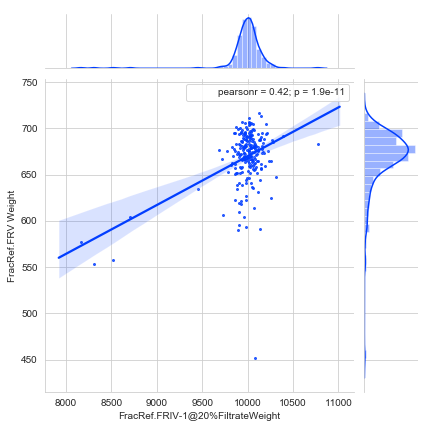 pearsonr = 0.42; p = 1.9e-11
750
700
650
600
550
500
450
FracRef.FRV Weight
8000 8500 9000 9500 10000 10500 11000
FracRef.FRIV-1@20%FiltrateWeight